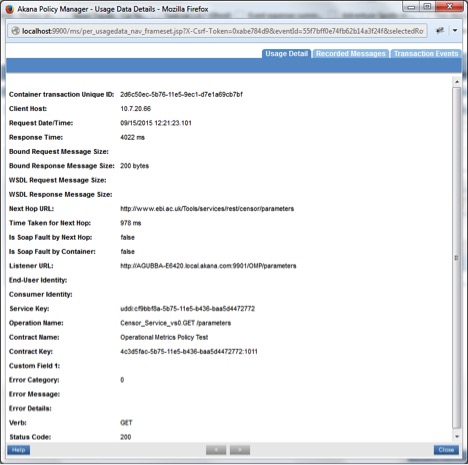 Akana Policy Manager - Usage Data Details - Mozilla Firefox
localhost:9900/ms/per_usagedata_nav_frameset.jsp?X-Csrf-Token=0xabe784d9&eventId=55f7bff0e74fb62b14a3f24f&selectedRo
Usage Detail Recorded Messages Transaction Events
Container transaction Unique ID: 2d6c50ec-5b76-11e5-9ec1-d7e1a69cb7bf
Client Host: 10.7.20.66
Request Date/Time: 09/15/2015 12:21:23.101
Response Time: 4022 ms
Bound Request Message Size:
Bound Response Message Size: 200 bytes
WSDL Request Message Size:
WSDL Response Message Size:
Next Hop URL: http://www.ebi.ac.uk/Tools/services/rest/censor/parameters
Time Taken for Next Hop: 978 ms
Is Soap Fault by Next Hop: false
Is Soap Fault by Container: false
Listener URL: http://AGUBBA-E6420.local.akana.com:9901/OMP/parameters
End-User Identity:
Consumer Identity:
Service Key: uddi:cf9bbf8a-5b75-11e5-b436-baa5d4472772
Operation Name: Censor_Service_vs0.GET /parameters
Contract Name: Operational Metrics Policy Test
Contract Key: 4c3d5fac-5b75-11e5-b436-baa5d4472772:1011
Custom Field 1:
Error Category: 0
Error Message:
Error Details:
Verb: GET
Status Code: 200
Help < > Close